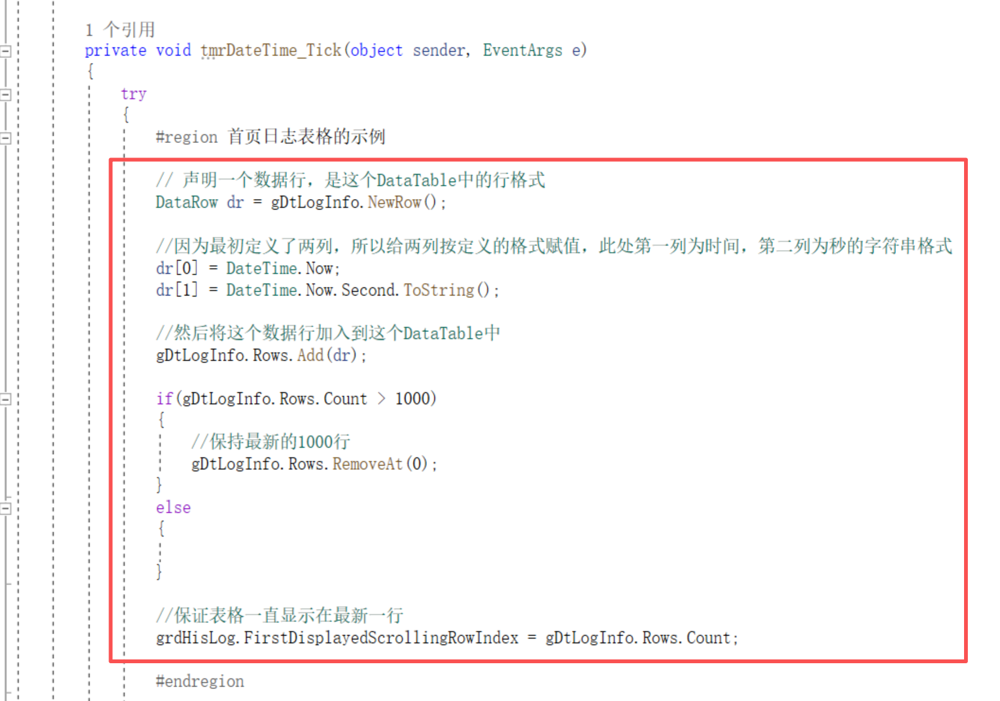 1 个引用
private void tmrDateTime_Tick(object sender, EventArgs e)
{
try
{
#region 首页日志表格的示例
// 声明一个数据行，是这个DataTable中的行格式
DataRow dr = gDtLogInfo.NewRow();
//因为最初定义了两列，所以给两列按定义的格式赋值，此处第一列为时间，第二列为秒的字符串格式
dr[0] = DateTime.Now;
dr[1] = DateTime.Now.Second.ToString();
//然后将这个数据行加入到这个DataTable中
gDtLogInfo.Rows.Add(dr);
if(gDtLogInfo.Rows.Count > 1000)
{
//保持最新的1000行
gDtLogInfo.Rows.RemoveAt(0);
}
else
{
}
//保证表格一直显示在最新一行
grdHisLog.FirstDisplayedScrollingRowIndex = gDtLogInfo.Rows.Count;
#endregion